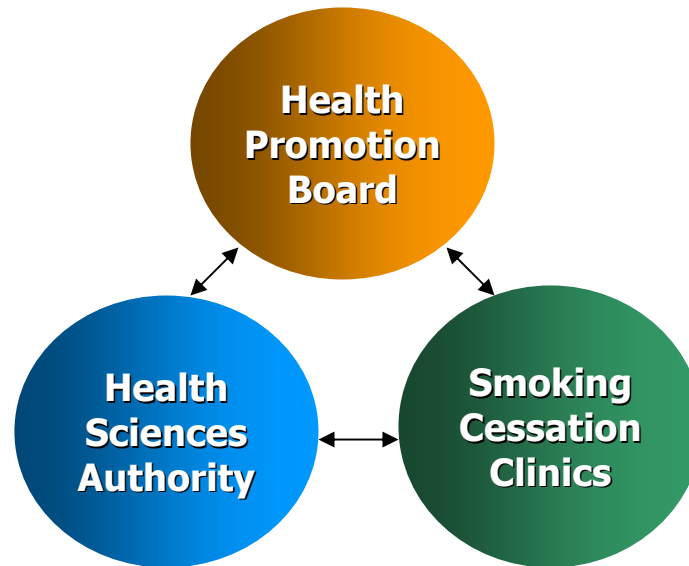 Health
Promotion
Board
Health
Sciences
Authority
Smoking
Cessation
Clinics